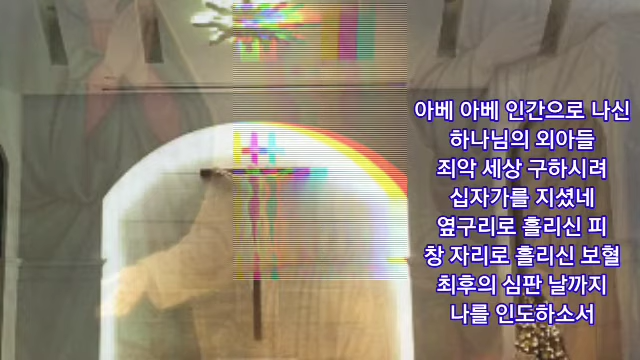 아베 아베 인간으로 나신
하나님의 외아들
죄악 세상 구하시려
십자가를 지셨네
옆구리로 흘리신 피
창 자리로 흘리신 보혈
최후의 심판 날까지
나를 인도하소서